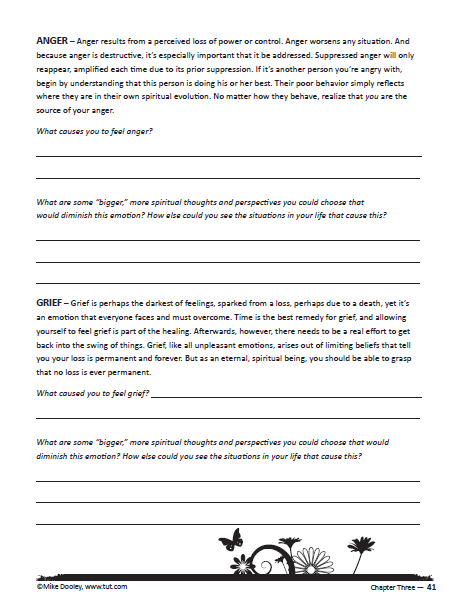 ANGER – Anger results from a perceived loss of power or control. Anger worsens any situation. And
because anger is destructive, it's especially important that it be addressed. Suppressed anger will only
reappear, amplified each time due to its prior suppression. If it's another person you're angry with,
begin by understanding that this person is doing his or her best. Their poor behavior simply reflects
where they are in their own spiritual evolution. No matter how they behave, realize that you are the
source of your anger.
What causes you to feel anger?
What are some "bigger," more spiritual thoughts and perspectives you could choose that
would diminish this emotion? How else could you see the situations in your life that cause this?
GRIEF – Grief is perhaps the darkest of feelings, sparked from a loss, perhaps due to a death, yet it's
an emotion that everyone faces and must overcome. Time is the best remedy for grief, and allowing
yourself to feel grief is part of the healing. Afterwards, however, there needs to be a real effort to get
back into the swing of things. Grief, like all unpleasant emotions, arises out of limiting beliefs that tell
you your loss is permanent and forever. But as an eternal, spiritual being, you should be able to grasp
that no loss is ever permanent.
What caused you to feel grief?
What are some "bigger," more spiritual thoughts and perspectives you could choose that would
diminish this emotion? How else could you see the situations in your life that cause this?
©Mike Dooley, www.tut.com
Chapter Three — 41